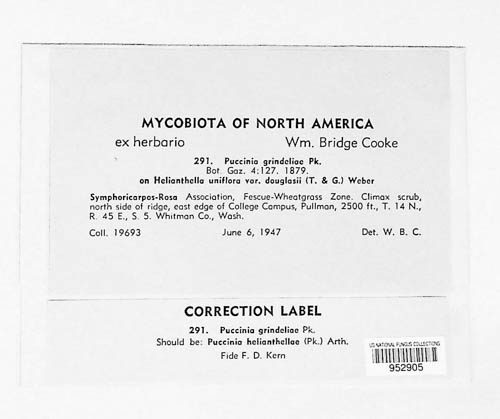 MYCOBIOTA OF NORTH AMERICA
ex herbario Wm. Bridge Cooke
291. Puccinia grindeliae Pk.
Bot. Gaz. 4:127. 1879.
on Helianthella uniflora var. douglasii (T. & G.) Weber
Symphoricarpos-Rosa Association, Fescue-Wheatgrass Zone. Climax scrub,
north side of ridge, east edge of College Campus, Pullman, 2500 ft., T. 14 N.,
R. 45 E., S. 5. Whitman Co., Wash.
Coll. 19693 June 6, 1947 Det. W. B. C.
CORRECTION LABEL
291. Puccinia grindeliae Pk.
Should be: Puccinia helianthellae (Pk.) Arth.
Fide F. D. Kern
US NATIONAL FUNGUS COLLECTIONS
952905